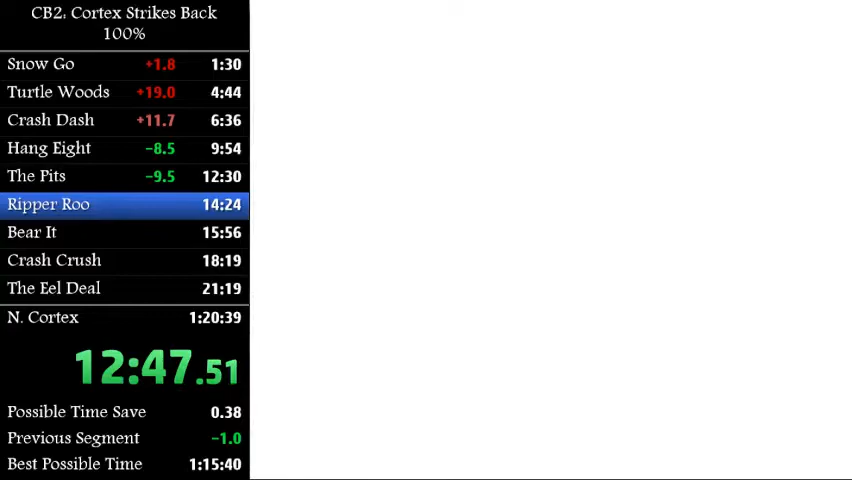 CB2: Cortex Strikes Back
100%
Snow Go +1.8 1:30
Turtle Woods +19.0 4:44
Crash Dash +11.7 6:36
Hang Eight -8.5 9:54
The Pits -9.5 12:30
Ripper Roo 14:24
Bear It 15:56
Crash Crush 18:19
The Eel Deal 21:19
N. Cortex 1:20:39
12:47.51
Possible Time Save 0.38
Previous Segment -1.0
Best Possible Time 1:15:40